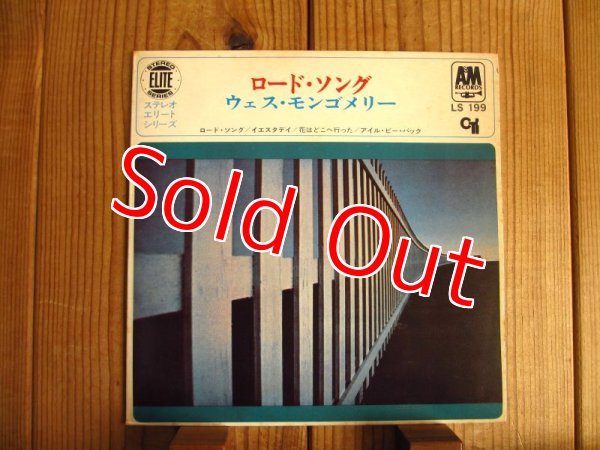 STEREO
ELITE
SERIES
ステレオ
エリート
シリーズ
ロード・ソング
ウェス・モンゴメリー
ロード・ソング／イエスタデイ／花はどこへ行った／アイル・ビー・バック
A&M
RECORDS
LS 199
CTi
Sold Out